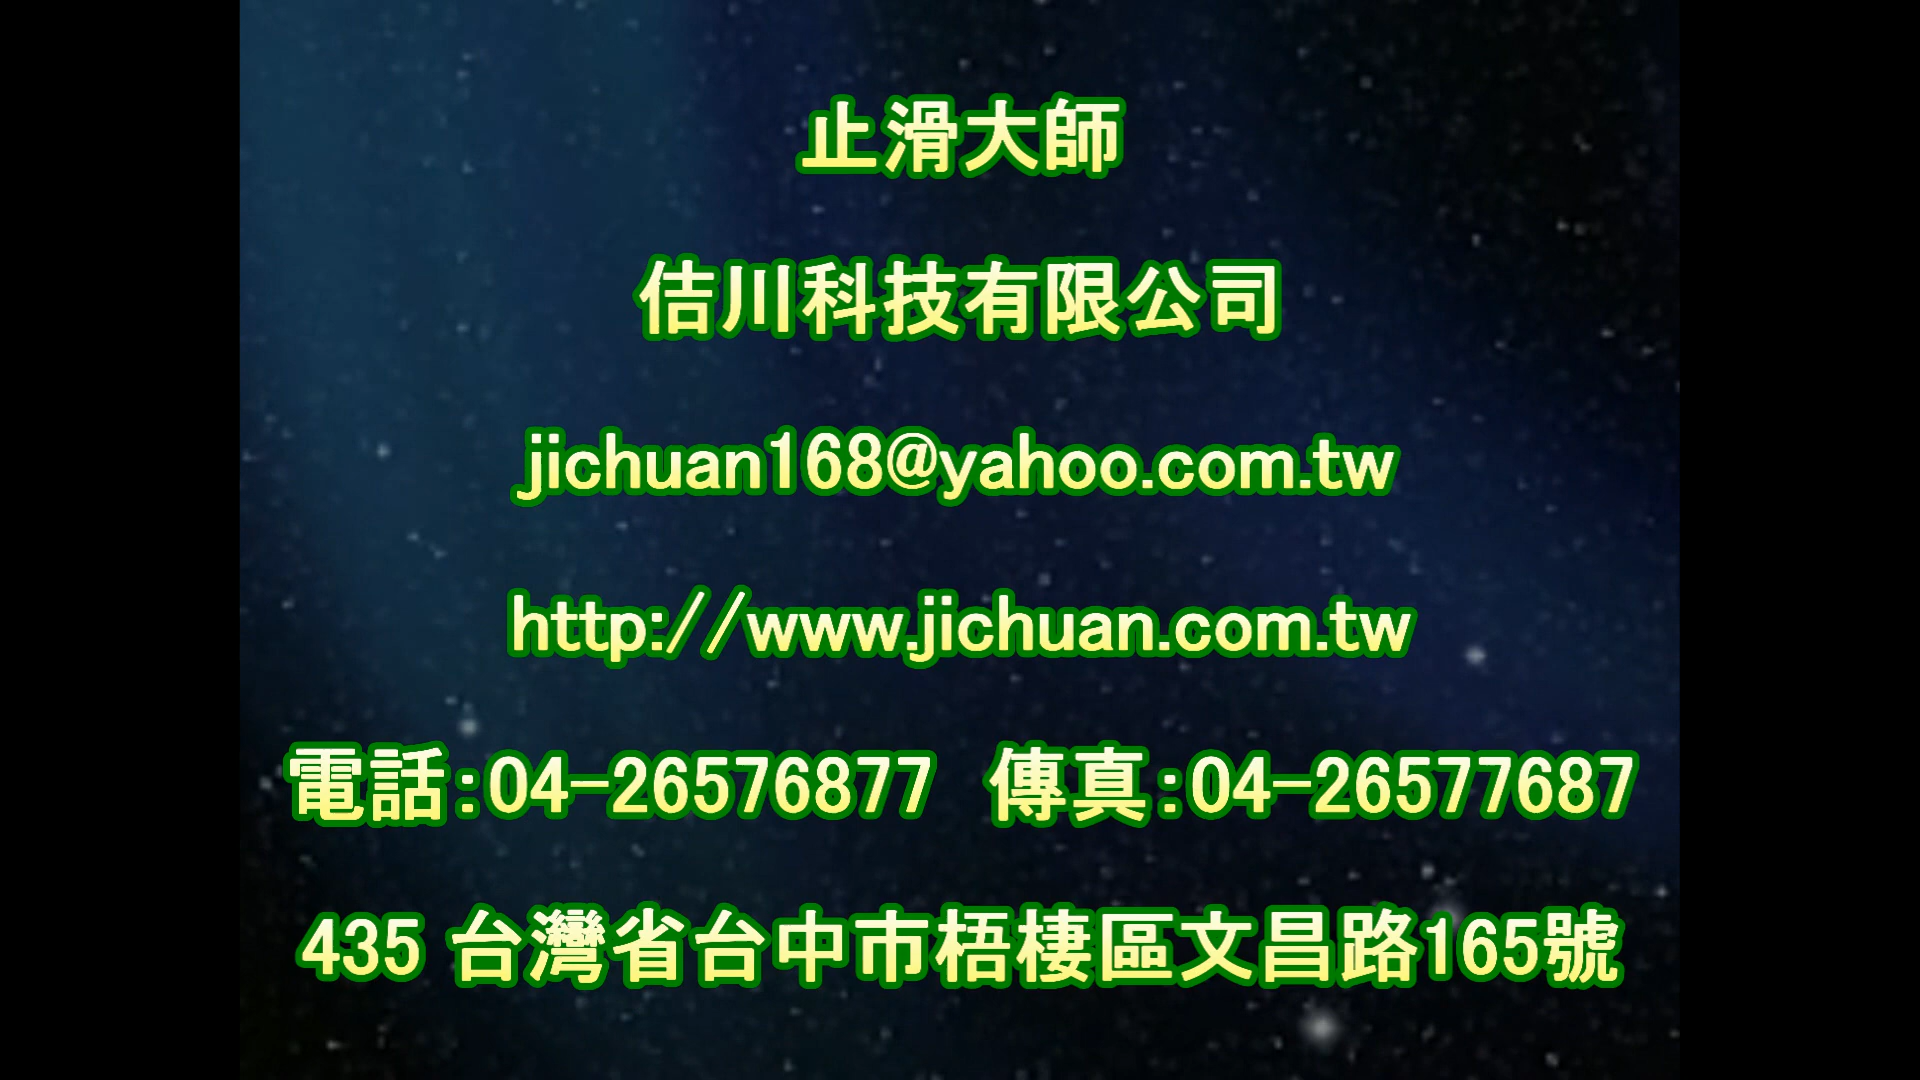 止滑大師
佶川科技有限公司
jichuan168@yahoo.com.tw
http://www.jichuan.com.tw
電話:04-26576877 傳真:04-26577687
435 台灣省台中市梧棲區文昌路165號